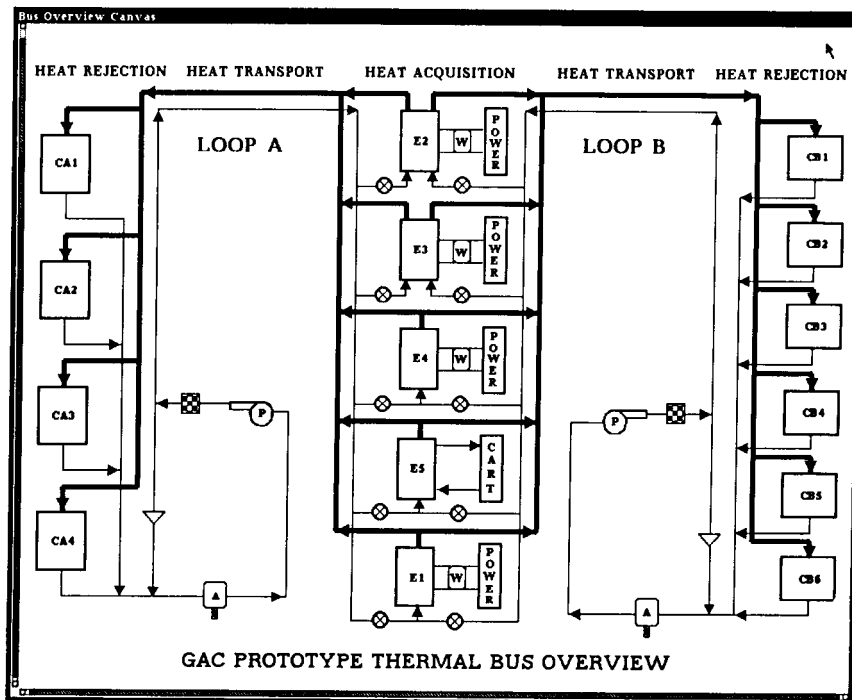 Bus Overview Canvas
HEAT REJECTION HEAT TRANSPORT HEAT ACQUISITION HEAT TRANSPORT HEAT REJECTION
LOOP A
LOOP B
CA1
CA2
CA3
CA4
P
A
E2
W
POWER
E3
W
POWER
E4
W
POWER
E5
CART
E1
W
POWER
P
A
CB1
CB2
CB3
CB4
CB5
CB6
GAC PROTOTYPE THERMAL BUS OVERVIEW